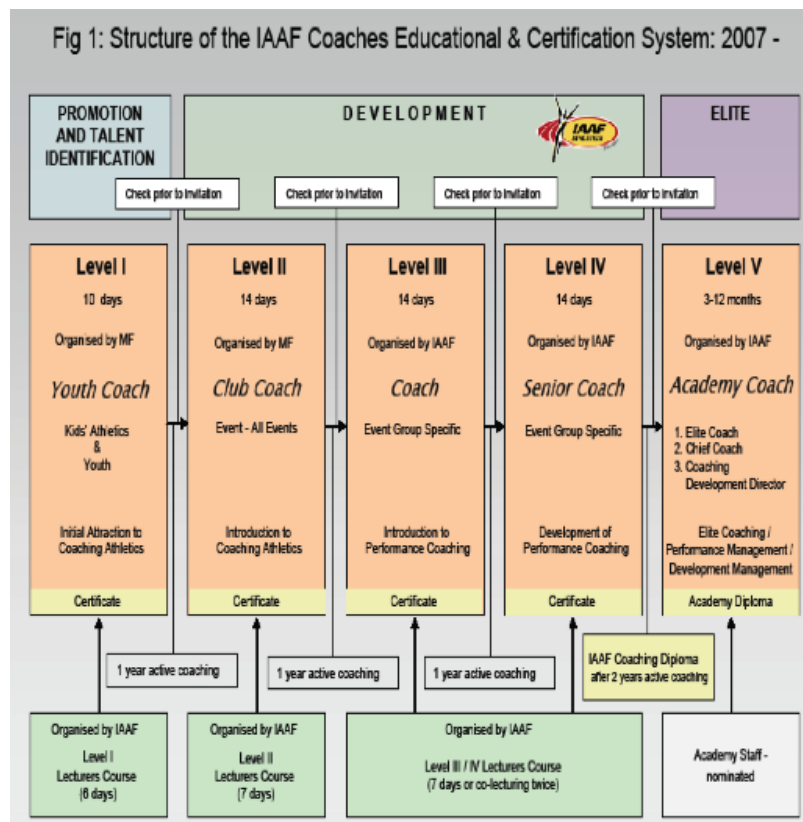 Fig 1: Structure of the IAAF Coaches Educational & Certification System: 2007 -
PROMOTION
AND TALENT
IDENTIFICATION
DEVELOPMENT
IAAF
ELITE
Check prior to invitation
Check prior to invitation
Check prior to invitation
Check prior to invitation
Level I
10 days
Organised by MF
Youth Coach
Kids' Athletics
&
Youth
Initial Attraction to
Coaching Athletics
Certificate
Level II
14 days
Organised by MF
Club Coach
Event - All Events
Introduction to
Coaching Athletics
Certificate
Level III
14 days
Organised by IAAF
Coach
Event Group Specific
Introduction to
Performance Coaching
Certificate
Level IV
14 days
Organised by IAAF
Senior Coach
Event Group Specific
Development of
Performance Coaching
Certificate
Level V
3-12 months
Organised by IAAF
Academy Coach
1. Elite Coach
2. Chief Coach
3. Coaching
Development Director
Elite Coaching /
Performance Management /
Development Management
Academy Diploma
1 year active coaching
1 year active coaching
1 year active coaching
IAAF Coaching Diploma
after 2 years active coaching
Organised by IAAF
Level I
Lecturers Course
(6 days)
Organised by IAAF
Level II
Lecturers Course
(7 days)
Organised by IAAF
Level III / IV Lecturers Course
(7 days or co-lecturing twice)
Academy Staff -
nominated